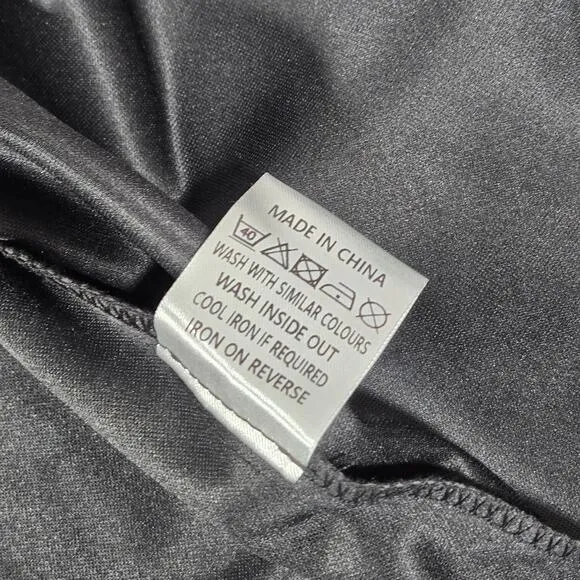 MADE IN CHINA
40
WASH WITH SIMILAR COLOURS
WASH INSIDE OUT
COOL IRON IF REQUIRED
IRON ON REVERSE